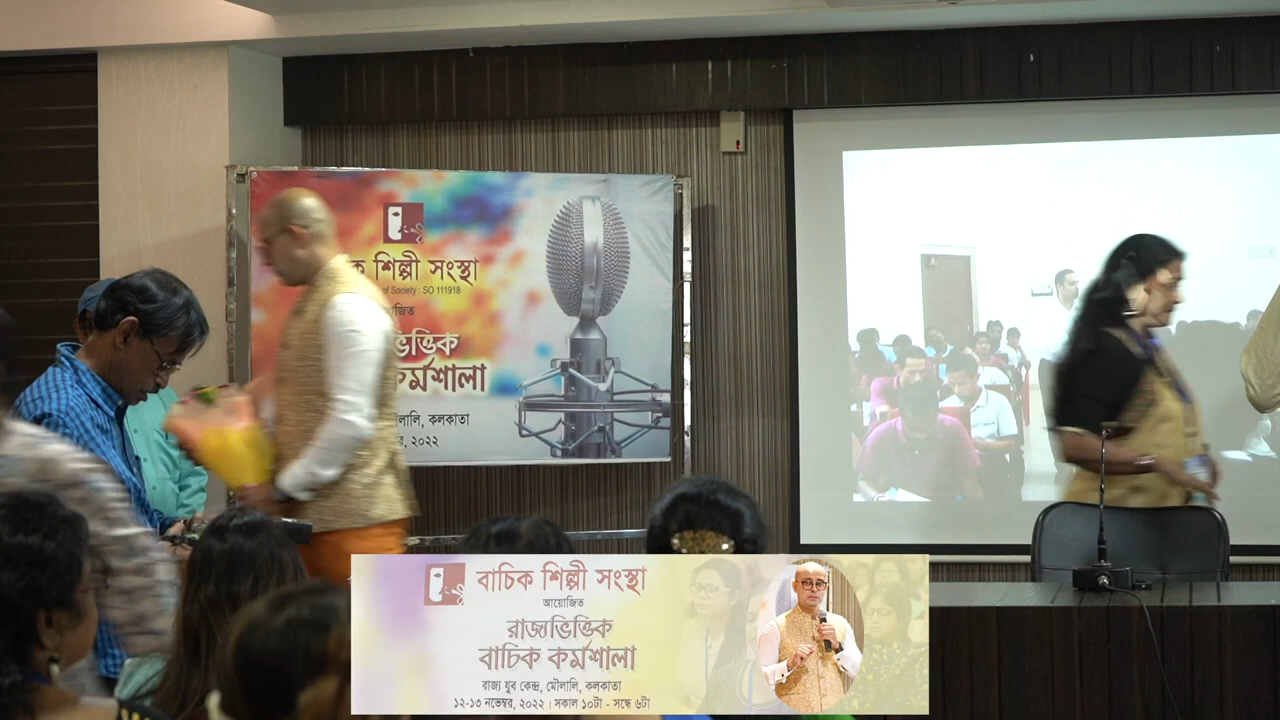 ক শিল্পী সংস্থা
of Society : SO 111918
জিত
ভিত্তিক
কর্মশালা
মৌলালি, কলকাতা
র, ২০২২
বাচিক শিল্পী সংস্থা
আয়োজিত
রাজ্যভিত্তিক
বাচিক কর্মশালা
রাজ্য যুব কেন্দ্র, মৌলালি, কলকাতা
১২-১৩ নভেম্বর, ২০২২ | সকাল ১০টা - সন্ধে ৬টা